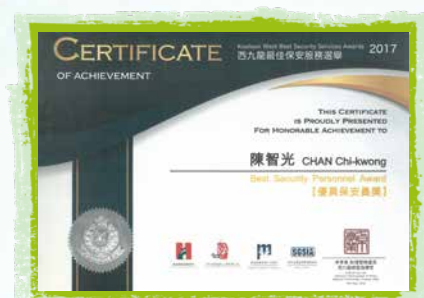 CERTIFICATE
OF ACHIEVEMENT
Kowloon West Best Security Services Awards 2017
西九龍最佳保安服務選舉
THIS CERTIFICATE
IS PROUDLY PRESENTED
FOR HONORABLE ACHIEVEMENT TO
陳智光 CHAN Chi-kwong
Best Security Personnel Award
【優異保安員獎】
SGSIA